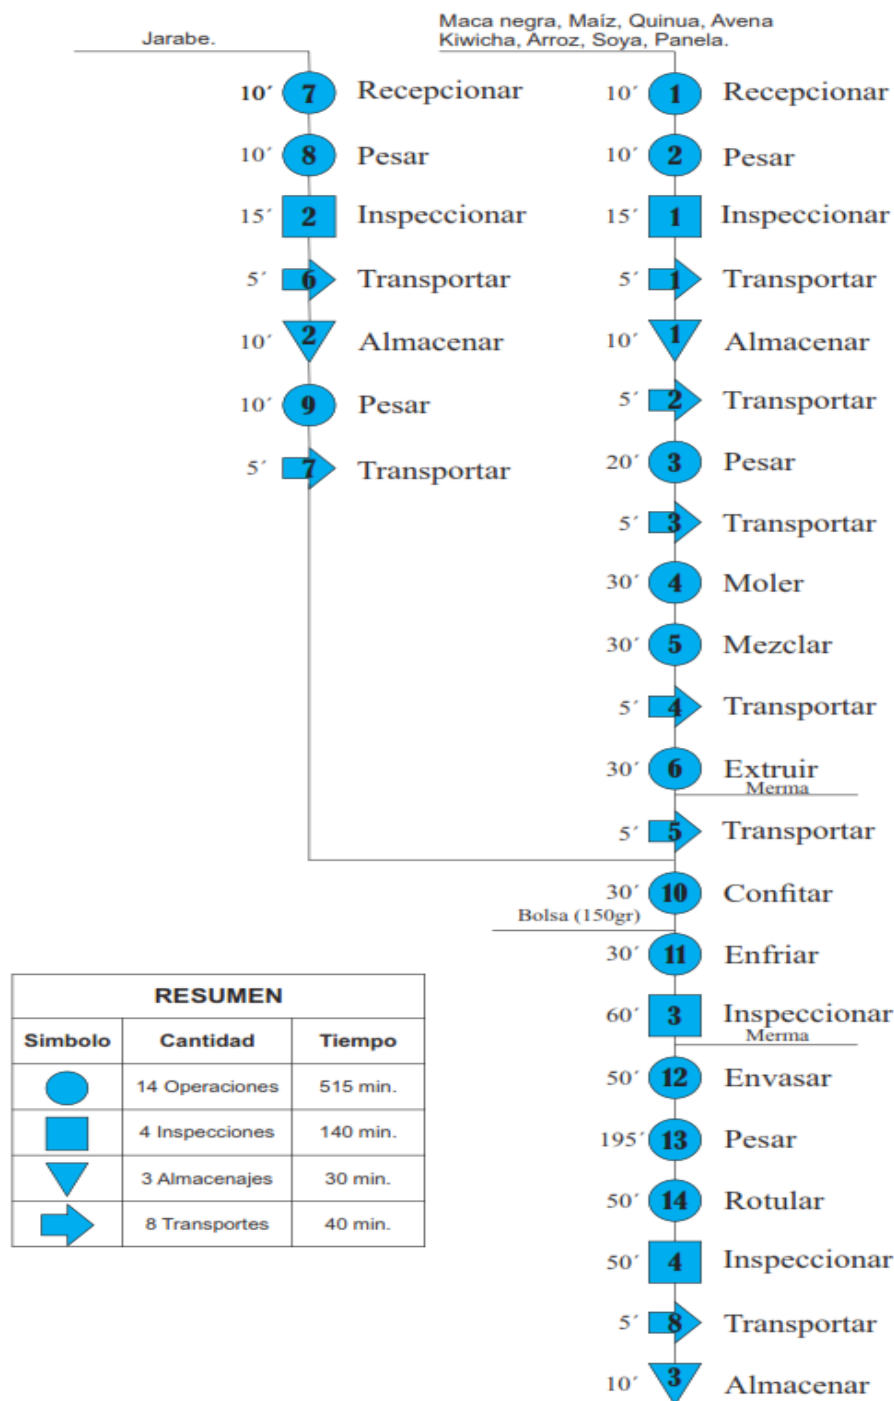 Jarabe.
Maca negra, Maíz, Quinua, Avena
Kiwicha, Arroz, Soya, Panela.
10´ 7 Recepcionar
10´ 8 Pesar
15´ 2 Inspeccionar
5´ 6 Transportar
10´ 2 Almacenar
10´ 9 Pesar
5´ 7 Transportar
10´ 1 Recepcionar
10´ 2 Pesar
15´ 1 Inspeccionar
5´ 1 Transportar
10´ 1 Almacenar
5´ 2 Transportar
20´ 3 Pesar
5´ 3 Transportar
30´ 4 Moler
30´ 5 Mezclar
5´ 4 Transportar
30´ 6 Extruir
Merma
5´ 5 Transportar
30´ 10 Confitar
Bolsa (150gr)
30´ 11 Enfriar
60´ 3 Inspeccionar
Merma
50´ 12 Envasar
195´ 13 Pesar
50´ 14 Rotular
50´ 4 Inspeccionar
5´ 8 Transportar
10´ 3 Almacenar
RESUMEN
Simbolo Cantidad Tiempo
14 Operaciones 515 min.
4 Inspecciones 140 min.
3 Almacenajes 30 min.
8 Transportes 40 min.